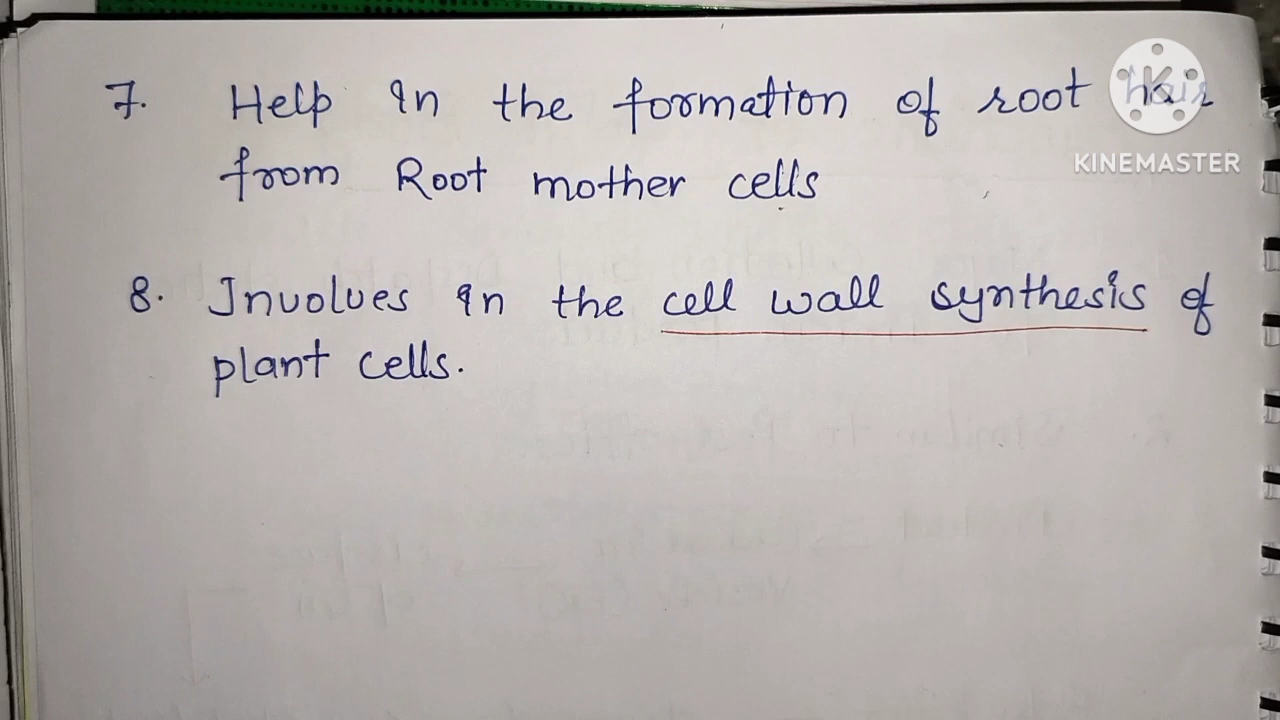 7. Help in the formation of root hair
K
KINEMASTER
from Root mother cells
8. Involves in the cell wall synthesis of
plant cells.